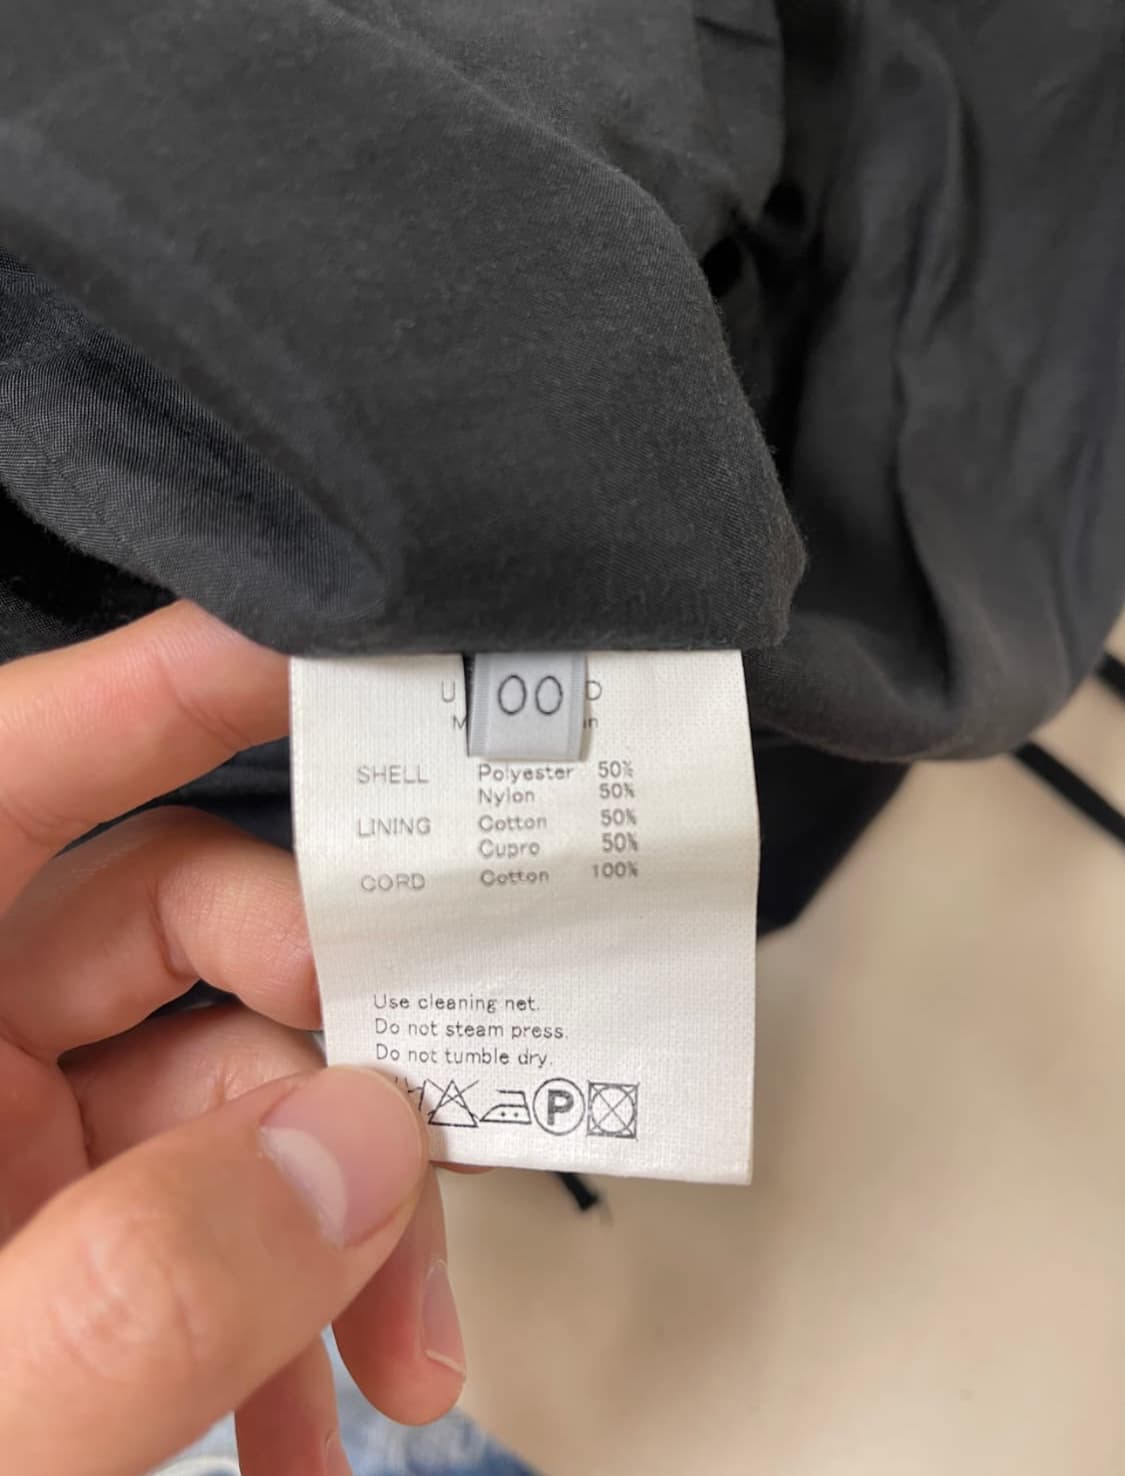 00
SHELL Polyester 50%
Nylon 50%
LINING Cotton 50%
Cupro 50%
CORD Cotton 100%
Use cleaning net.
Do not steam press.
Do not tumble dry.
P